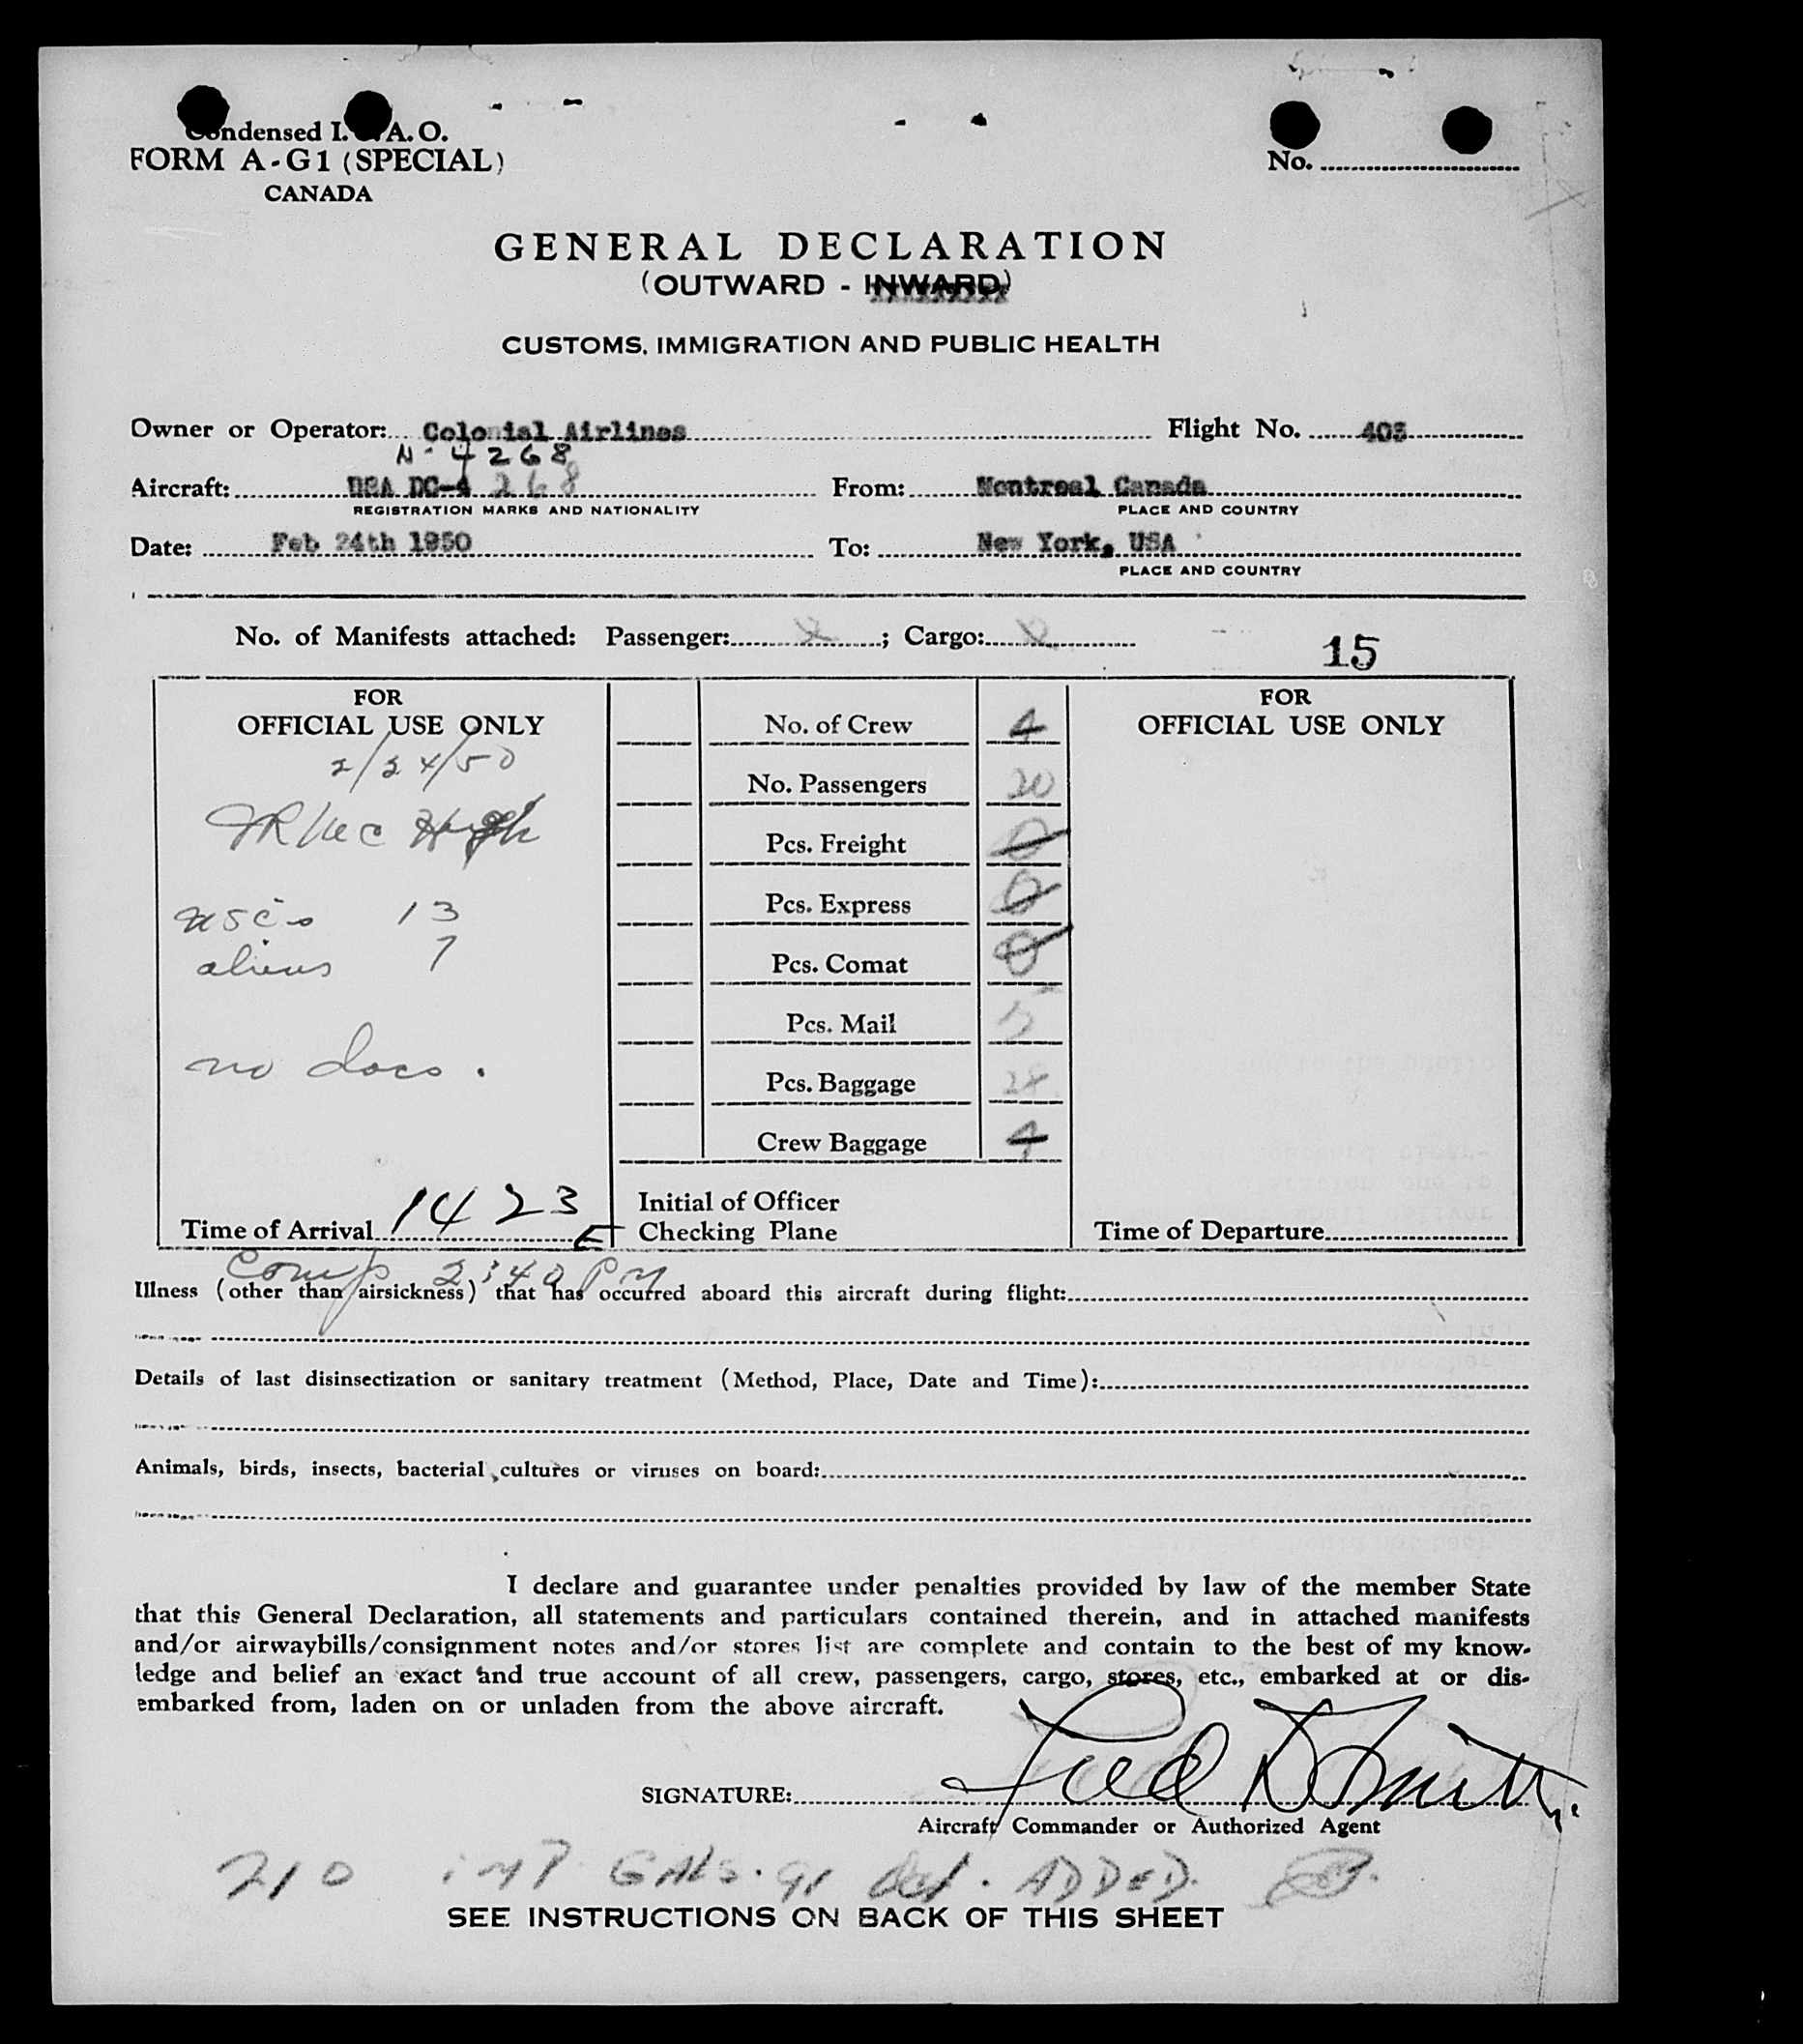 Condensed I. A. O.
FORM A-G1 (SPECIAL)
CANADA
No.
GENERAL DECLARATION
(OUTWARD - INWARD)
CUSTOMS, IMMIGRATION AND PUBLIC HEALTH
Owner or Operator: Colonial Airlines Flight No. 403
N-4268
Aircraft: USA DC-4 268 From: Montreal Canada
REGISTRATION MARKS AND NATIONALITY PLACE AND COUNTRY
Date: Feb 24th 1950 To: New York, USA
PLACE AND COUNTRY
No. of Manifests attached: Passenger: ; Cargo:
15
FOR
OFFICIAL USE ONLY
2/24/50
USC's 13
aliens 7
no docs.
Time of Arrival 1423 E
No. of Crew 4
No. Passengers 20
Pcs. Freight 0
Pcs. Express 0
Pcs. Comat 0
Pcs. Mail 5
Pcs. Baggage 28
Crew Baggage 4
Initial of Officer
Checking Plane
FOR
OFFICIAL USE ONLY
Time of Departure
Comp 2:40 PM
Illness (other than airsickness) that has occurred aboard this aircraft during flight:
Details of last disinsectization or sanitary treatment (Method, Place, Date and Time):
Animals, birds, insects, bacterial cultures or viruses on board:
I declare and guarantee under penalties provided by law of the member State
that this General Declaration, all statements and particulars contained therein, and in attached manifests
and/or airwaybills/consignment notes and/or stores list are complete and contain to the best of my know-
ledge and belief an exact and true account of all crew, passengers, cargo, stores, etc., embarked at or dis-
embarked from, laden on or unladen from the above aircraft.
SIGNATURE: Fred D Smith
Aircraft Commander or Authorized Agent
210 IMP GALS. 91 Oct. ADDED.
SEE INSTRUCTIONS ON BACK OF THIS SHEET